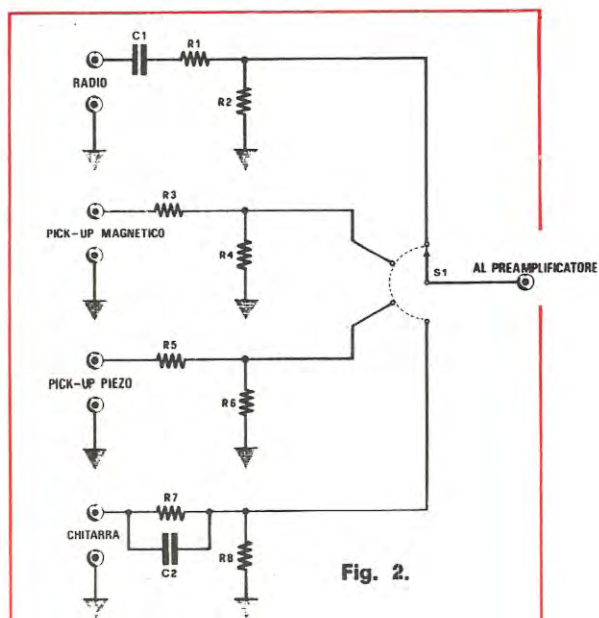 C1
R1
RADIO
R2
R3
PICK-UP MAGNETICO
R4
S1
AL PREAMPLIFICATORE
R5
PICK-UP PIEZO
R6
R7
CHITARRA
C2
R8
Fig. 2.